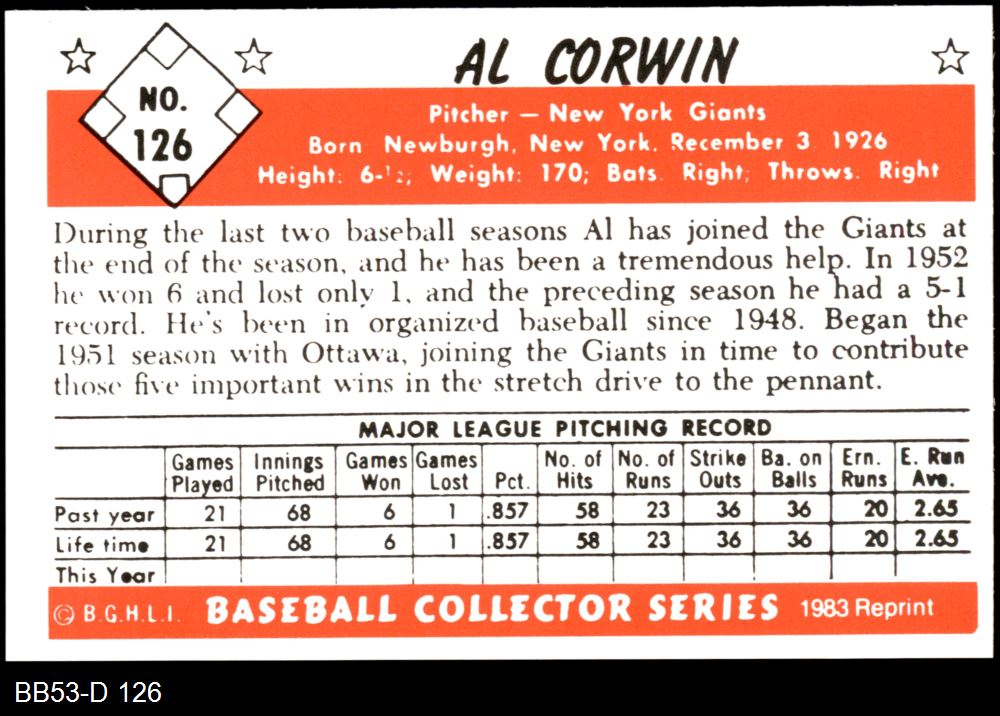 NO.
126
AL CORWIN
Pitcher — New York Giants
Born Newburgh, New York, Recember 3 1926
Height: 6-½; Weight: 170; Bats. Right; Throws. Right
During the last two baseball seasons Al has joined the Giants at
the end of the season, and he has been a tremendous help. In 1952
he won 6 and lost only 1, and the preceding season he had a 5-1
record. He's been in organized baseball since 1948. Began the
1951 season with Ottawa, joining the Giants in time to contribute
those five important wins in the stretch drive to the pennant.
MAJOR LEAGUE PITCHING RECORD
Games Played Innings Pitched Games Won Games Lost Pct. No. of Hits No. of Runs Strike Outs Ba. on Balls Ern. Runs E. Run Ave.
Past year 21 68 6 1 .857 58 23 36 36 20 2.65
Life time 21 68 6 1 .857 58 23 36 36 20 2.65
This Year
© B.G.H.L.I. BASEBALL COLLECTOR SERIES 1983 Reprint
BB53-D 126